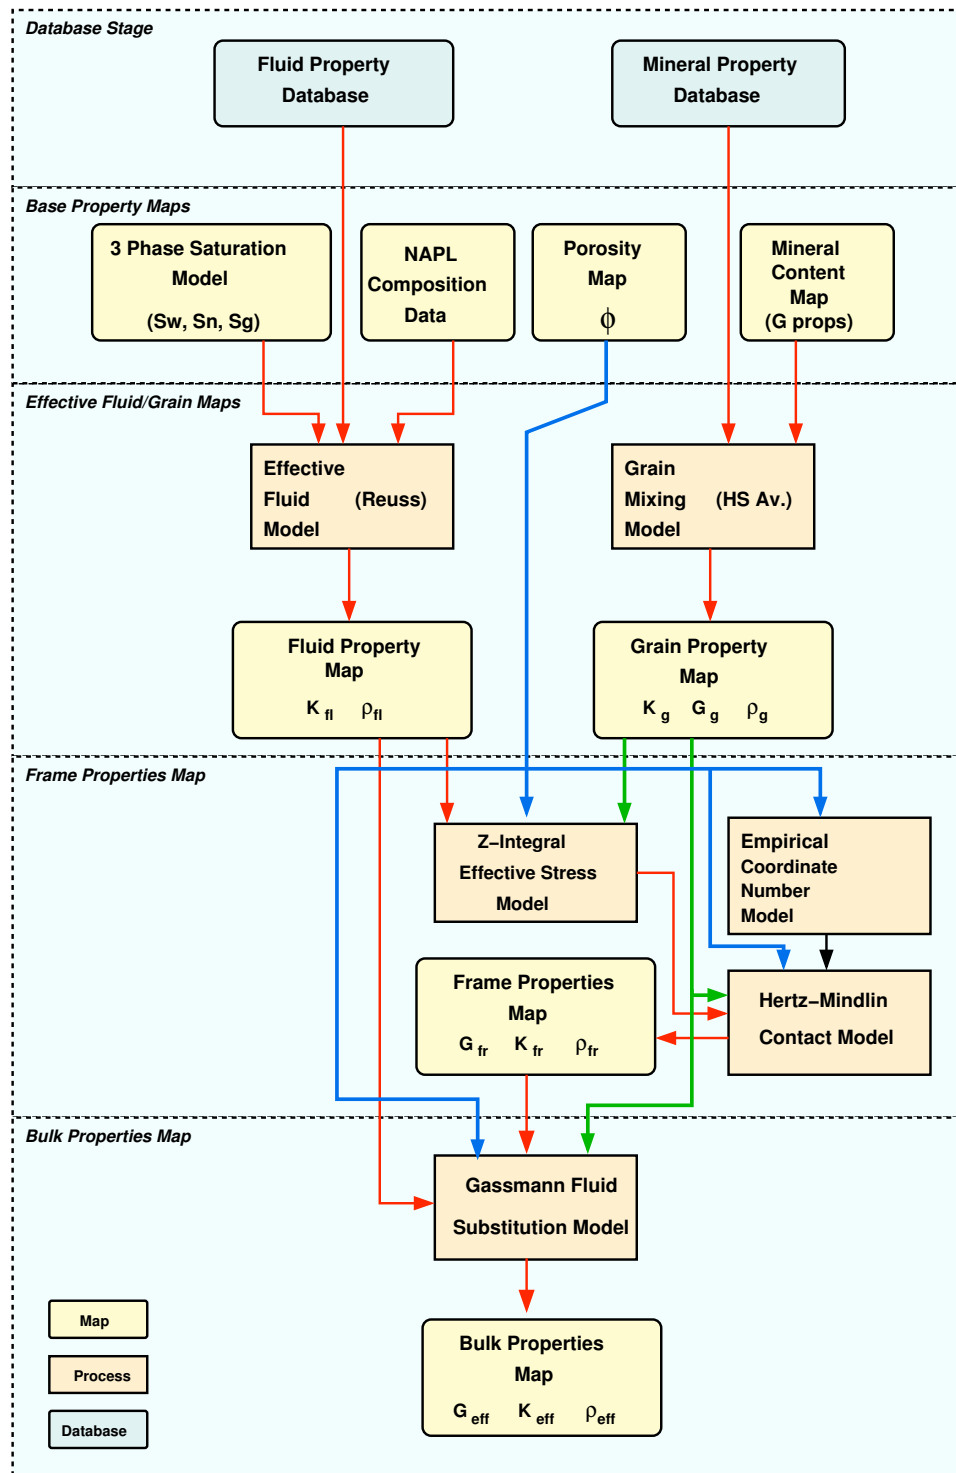 Database Stage
Fluid Property
Database
Mineral Property
Database
Base Property Maps
3 Phase Saturation
Model
(Sw, Sn, Sg)
NAPL
Composition
Data
Porosity
Map
ϕ
Mineral
Content
Map
(G props)
Effective Fluid/Grain Maps
Effective
Fluid (Reuss)
Model
Grain
Mixing (HS Av.)
Model
Fluid Property
Map
K fl ρfl
Grain Property
Map
K g G g ρg
Frame Properties Map
Z−Integral
Effective Stress
Model
Empirical
Coordinate
Number
Model
Frame Properties
Map
G fr K fr ρfr
Hertz−Mindlin
Contact Model
Bulk Properties Map
Gassmann Fluid
Substitution Model
Bulk Properties
Map
G eff K eff ρeff
Map
Process
Database